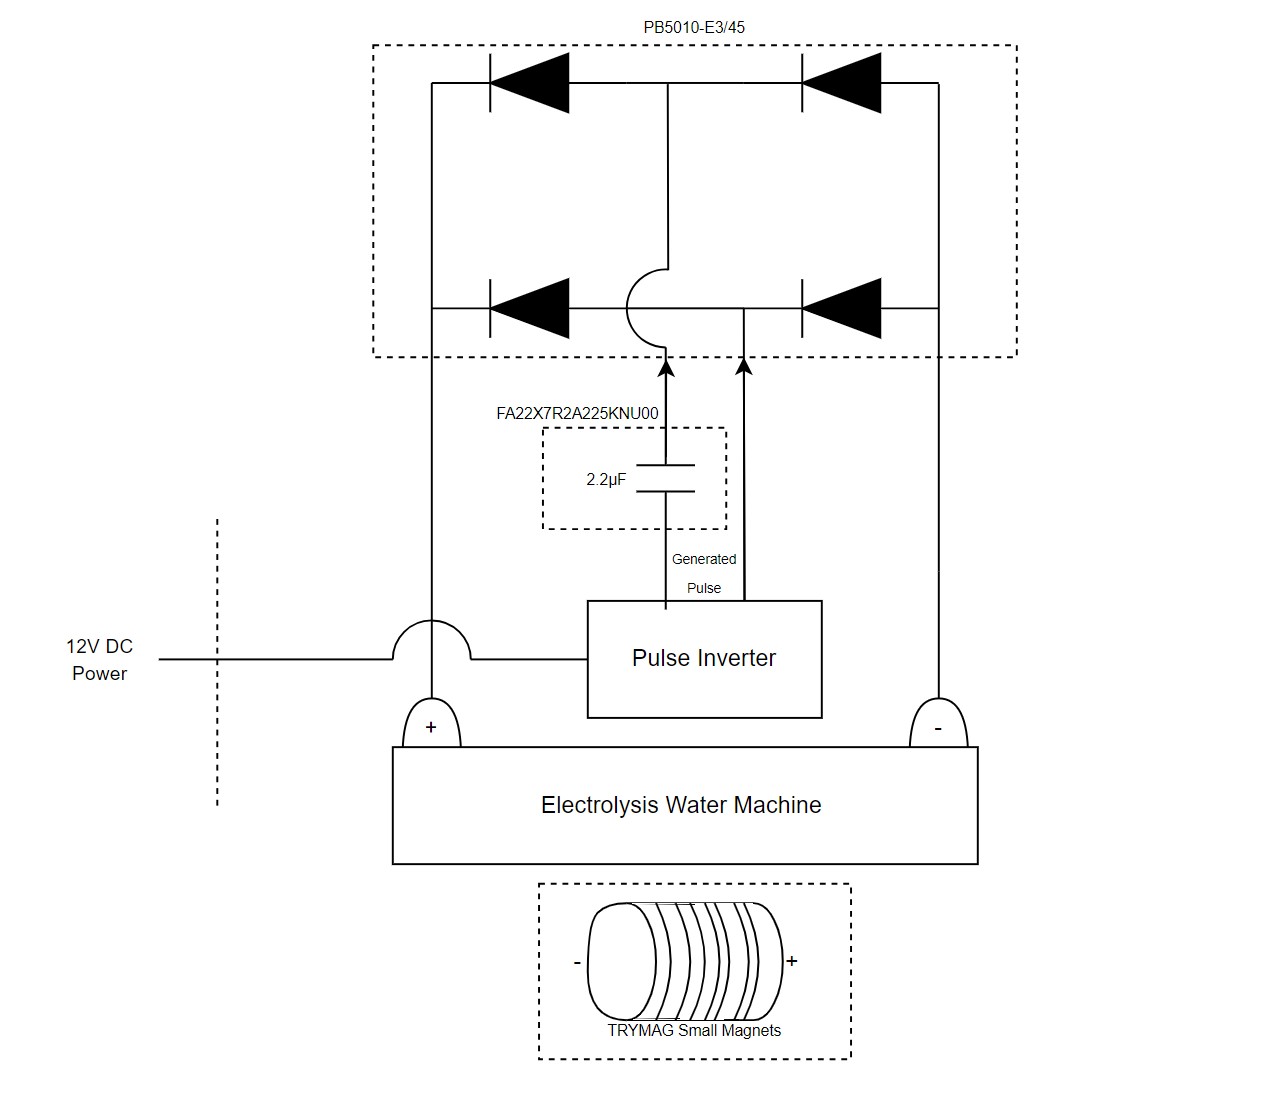 PB5010-E3/45
FA22X7R2A225KNU00
2.2µF
Generated
Pulse
12V DC
Power
Pulse Inverter
+
-
Electrolysis Water Machine
-
+
TRYMAG Small Magnets